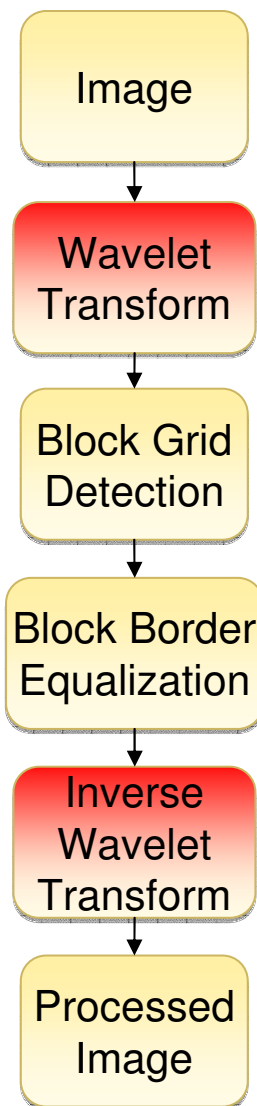 Image
Wavelet
Transform
Block Grid
Detection
Block Border
Equalization
Inverse
Wavelet
Transform
Processed
Image